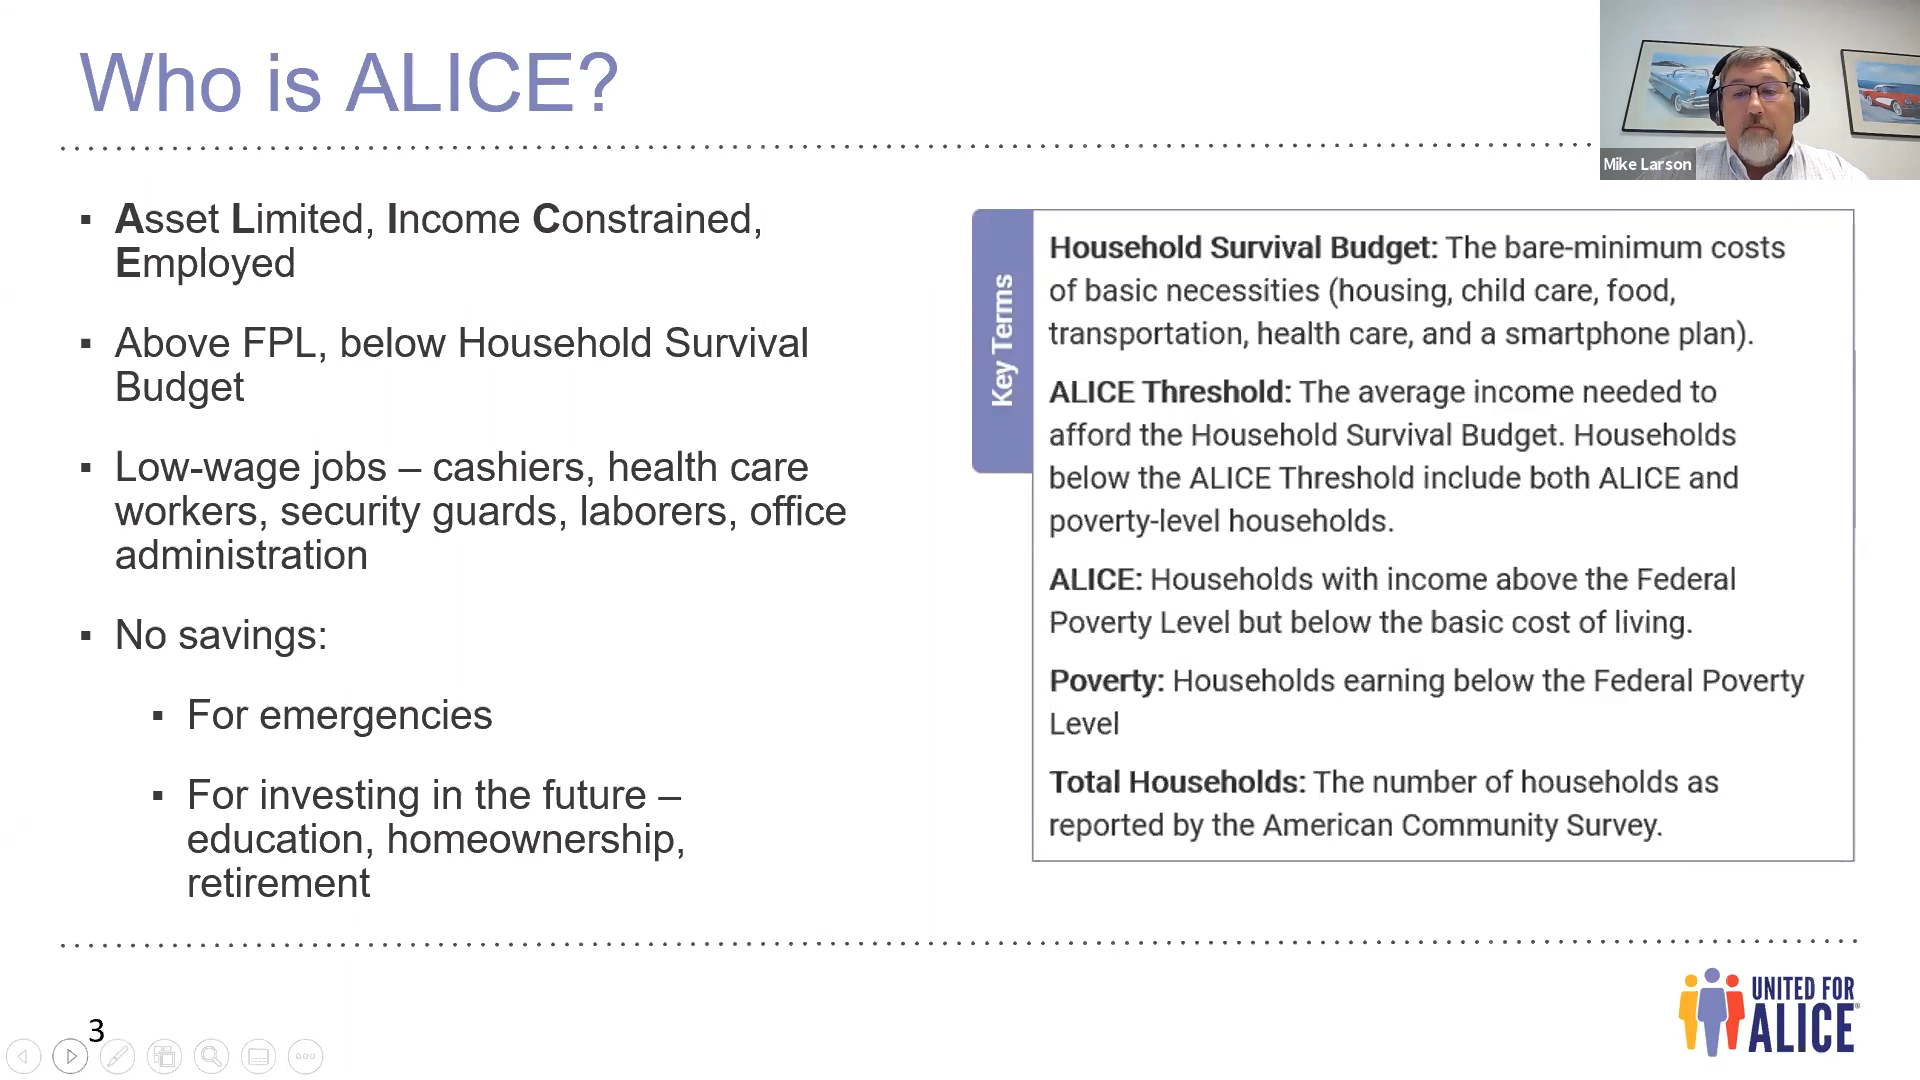 Who is ALICE?
Mike Larson
▪ Asset Limited, Income Constrained,
Employed
▪ Above FPL, below Household Survival
Budget
▪ Low-wage jobs – cashiers, health care
workers, security guards, laborers, office
administration
▪ No savings:
▪ For emergencies
▪ For investing in the future –
education, homeownership,
retirement
Key Terms
Household Survival Budget: The bare-minimum costs
of basic necessities (housing, child care, food,
transportation, health care, and a smartphone plan).
ALICE Threshold: The average income needed to
afford the Household Survival Budget. Households
below the ALICE Threshold include both ALICE and
poverty-level households.
ALICE: Households with income above the Federal
Poverty Level but below the basic cost of living.
Poverty: Households earning below the Federal Poverty
Level
Total Households: The number of households as
reported by the American Community Survey.
3
UNITED FOR
ALICE®